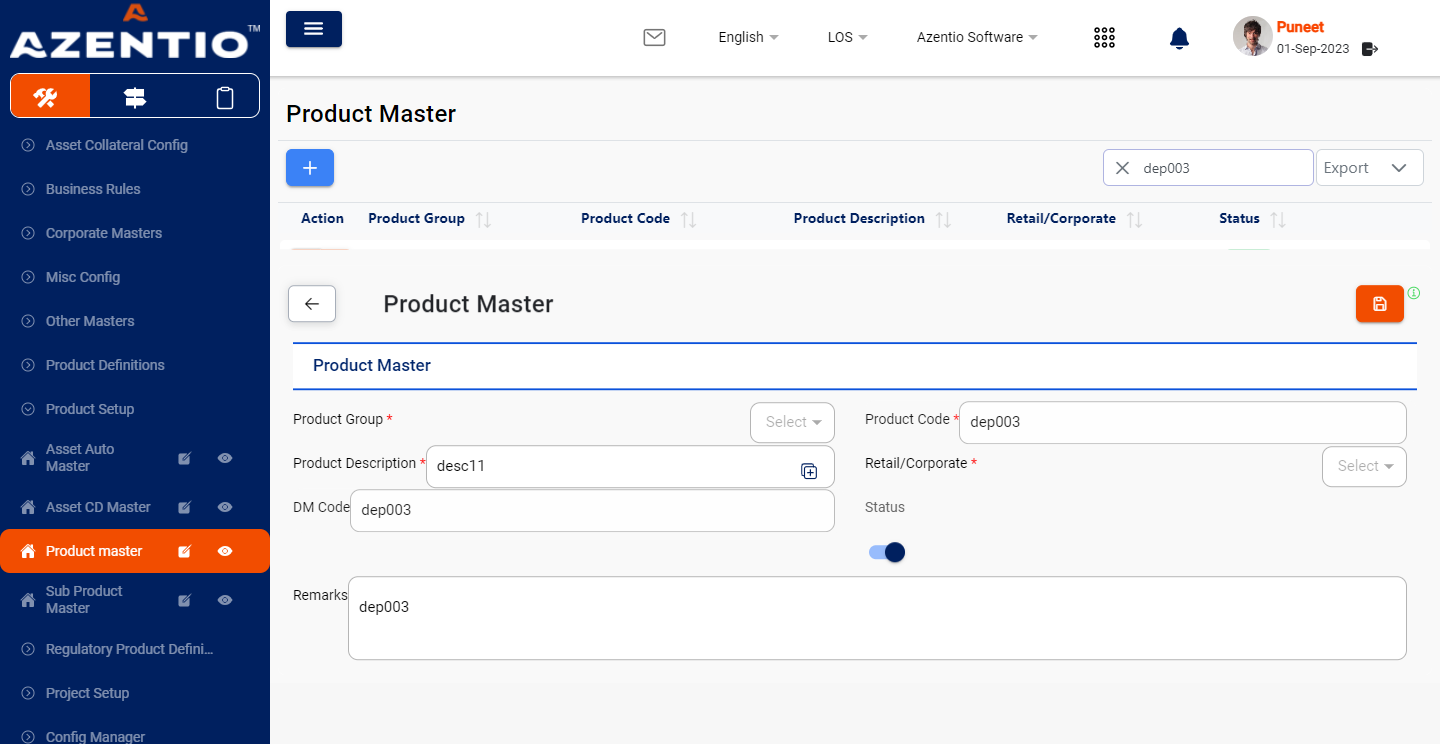 AZENTIO™
English
LOS
Azentio Software
Puneet
01-Sep-2023
Asset Collateral Config
Business Rules
Corporate Masters
Misc Config
Other Masters
Product Definitions
Product Setup
Asset Auto
Master
Asset CD Master
Product master
Sub Product
Master
Regulatory Product Defini...
Project Setup
Config Manager
Product Master
+
dep003
Export
Action Product Group Product Code Product Description Retail/Corporate Status
Product Master
Product Master
Product Group * Select
Product Code * dep003
Product Description * desc11
Retail/Corporate * Select
DM Code dep003
Status
Remarks dep003